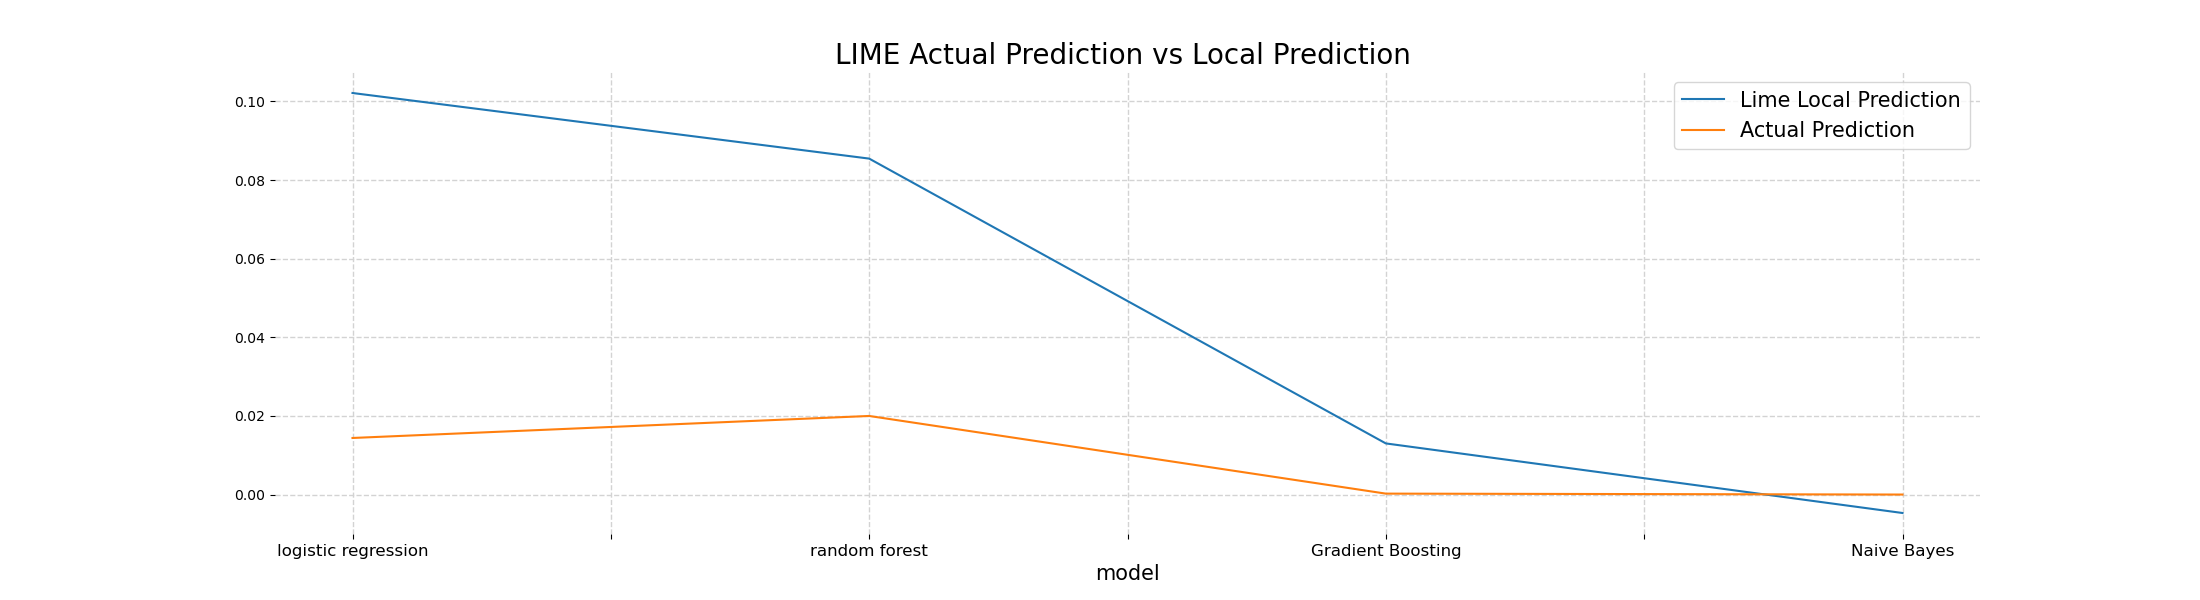 LIME Actual Prediction vs Local Prediction
Lime Local Prediction
Actual Prediction
0.10
0.08
0.06
0.04
0.02
0.00
logistic regression random forest Gradient Boosting Naive Bayes
model